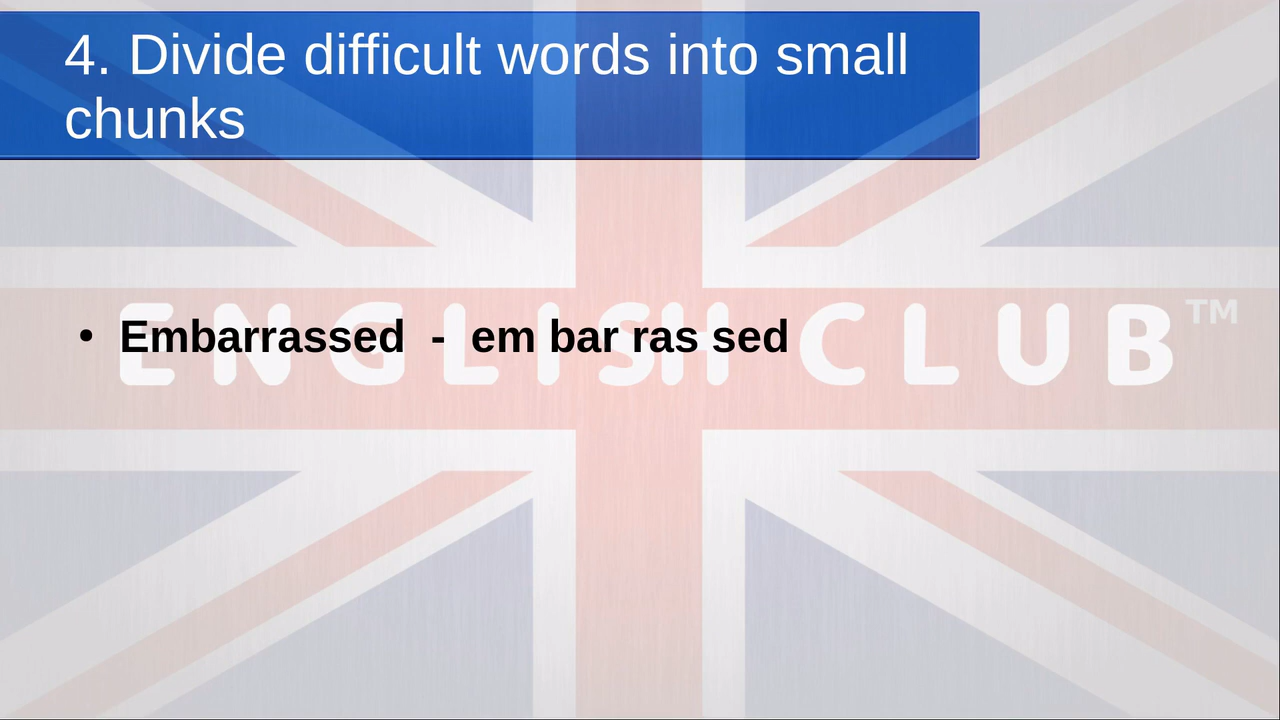 4. Divide difficult words into small
chunks
ENGLISH CLUB™
• Embarrassed - em bar ras sed